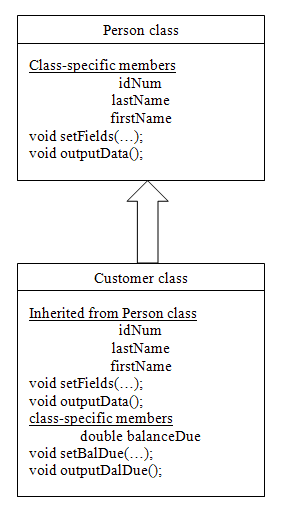 Person class
Class-specific members
idNum
lastName
firstName
void setFields(…);
void outputData();
Customer class
Inherited from Person class
idNum
lastName
firstName
void setFields(…);
void outputData();
class-specific members
double balanceDue
void setBalDue(…);
void outputDalDue();